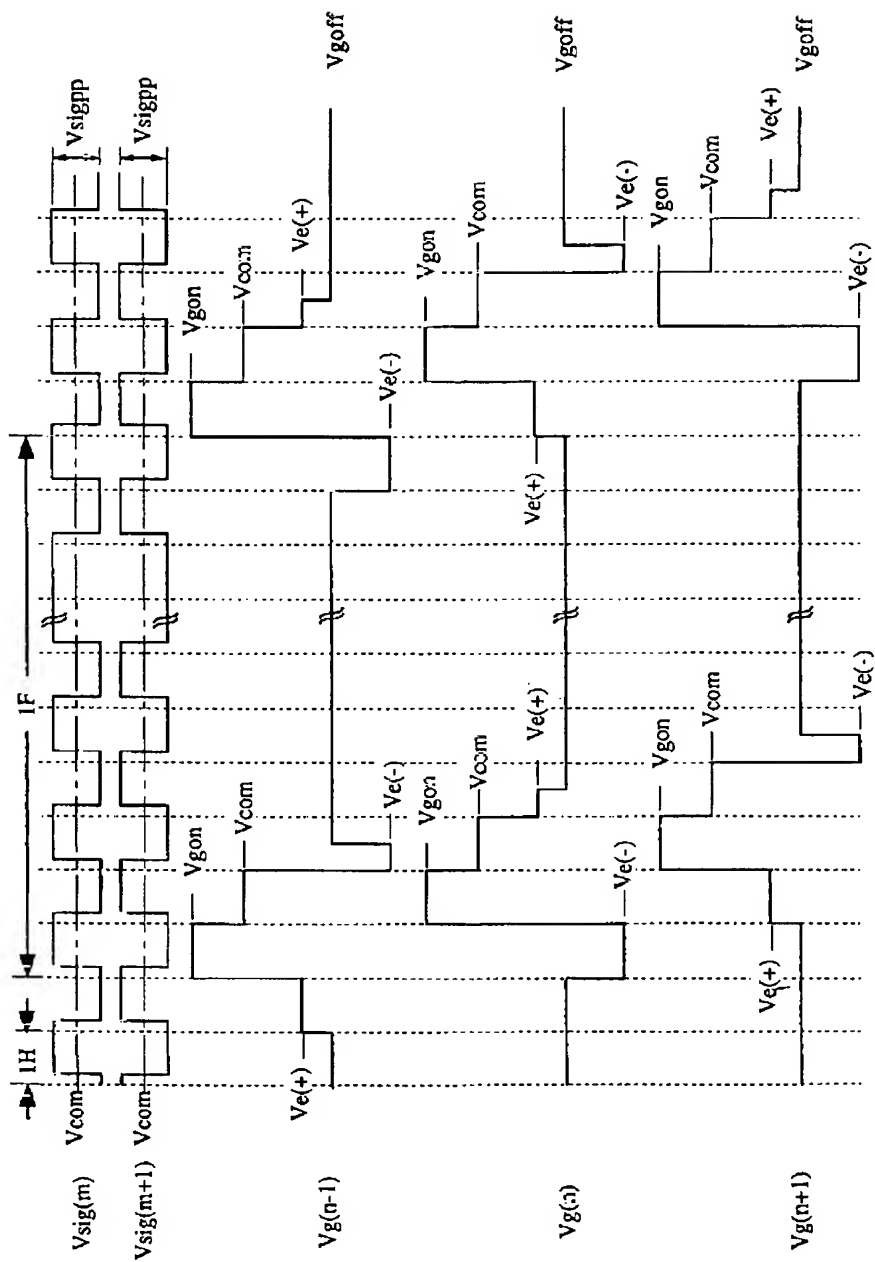 1H
1F
Vsig(m)
Vcom
Vsigpp
Vsig(m+1)
Vcom
Vsigpp
Vg(n-1)
Ve(+)
Vgon
Vcom
Ve(-)
Ve(-)
Vgon
Vcom
Ve(+)
Vgoff
Vg(n)
Ve(-)
Vgon
Vcom
Ve(+)
Ve(+)
Vgon
Vcom
Ve(-)
Vgoff
Vg(n+1)
Ve(+)
Vgon
Vcom
Ve(-)
Ve(-)
Vgon
Vcom
Ve(+)
Vgoff